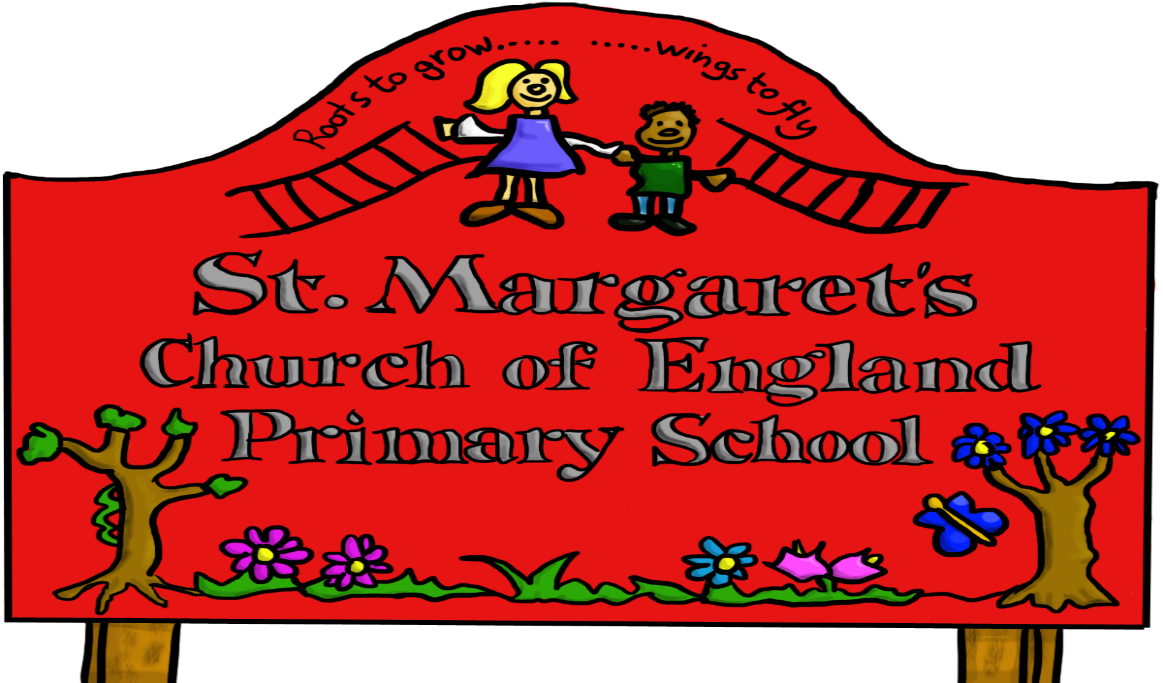 Roots to grow..... .....wings to fly
St. Margaret's
Church of England
Primary School